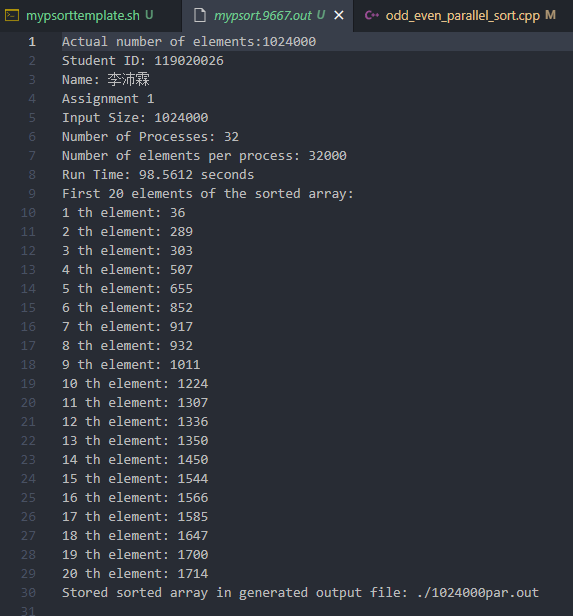 mypsorttemplate.sh U mypsort.9667.out U odd_even_parallel_sort.cpp M
1 Actual number of elements:1024000
2 Student ID: 119020026
3 Name: 李沛霖
4 Assignment 1
5 Input Size: 1024000
6 Number of Processes: 32
7 Number of elements per process: 32000
8 Run Time: 98.5612 seconds
9 First 20 elements of the sorted array:
10 1 th element: 36
11 2 th element: 289
12 3 th element: 303
13 4 th element: 507
14 5 th element: 655
15 6 th element: 852
16 7 th element: 917
17 8 th element: 932
18 9 th element: 1011
19 10 th element: 1224
20 11 th element: 1307
21 12 th element: 1336
22 13 th element: 1350
23 14 th element: 1450
24 15 th element: 1544
25 16 th element: 1566
26 17 th element: 1585
27 18 th element: 1647
28 19 th element: 1700
29 20 th element: 1714
30 Stored sorted array in generated output file: ./1024000par.out
31